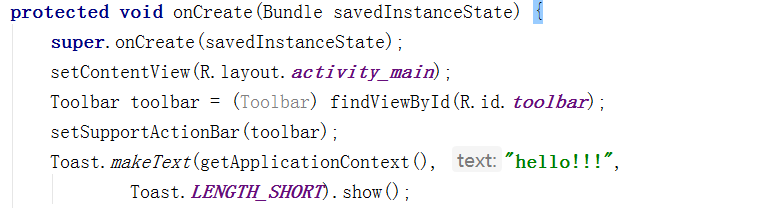 protected void onCreate(Bundle savedInstanceState) {
super.onCreate(savedInstanceState);
setContentView(R.layout.activity_main);
Toolbar toolbar = (Toolbar) findViewById(R.id.toolbar);
setSupportActionBar(toolbar);
Toast.makeText(getApplicationContext(), text: "hello!!!",
Toast.LENGTH_SHORT).show();